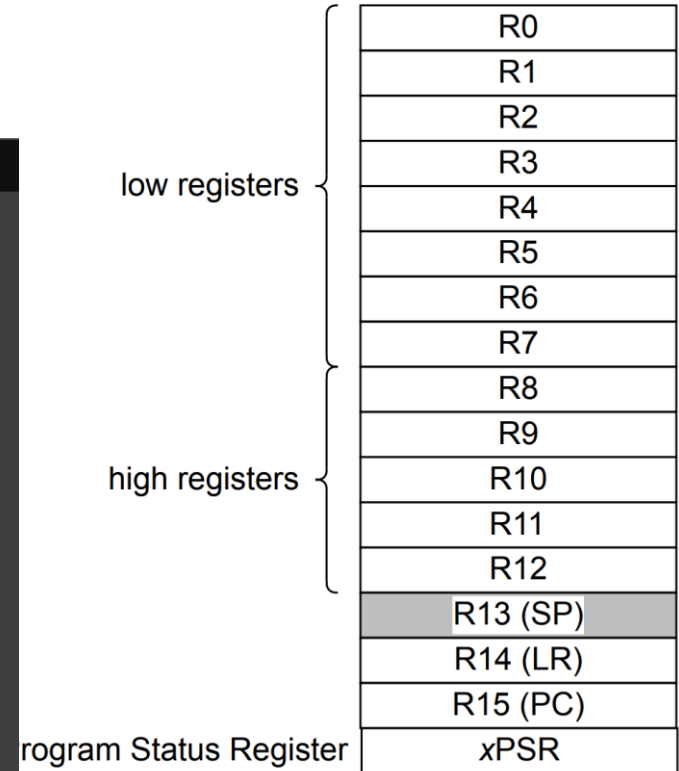 R0
R1
R2
low registers
R3
R4
R5
R6
R7
R8
R9
high registers
R10
R11
R12
R13 (SP)
R14 (LR)
R15 (PC)
rogram Status Register
xPSR